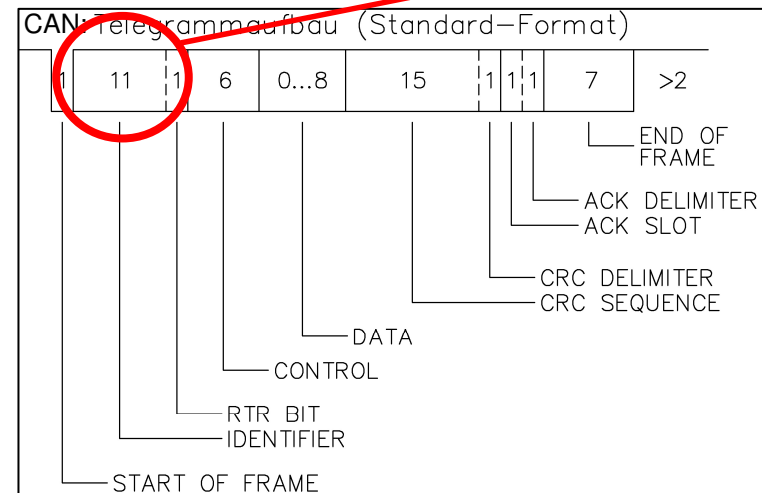 CAN: Telegrammaufbau (Standard-Format)
1 11 1 6 0...8 15 1 1 1 7 >2
END OF
FRAME
ACK DELIMITER
ACK SLOT
CRC DELIMITER
CRC SEQUENCE
DATA
CONTROL
RTR BIT
IDENTIFIER
START OF FRAME